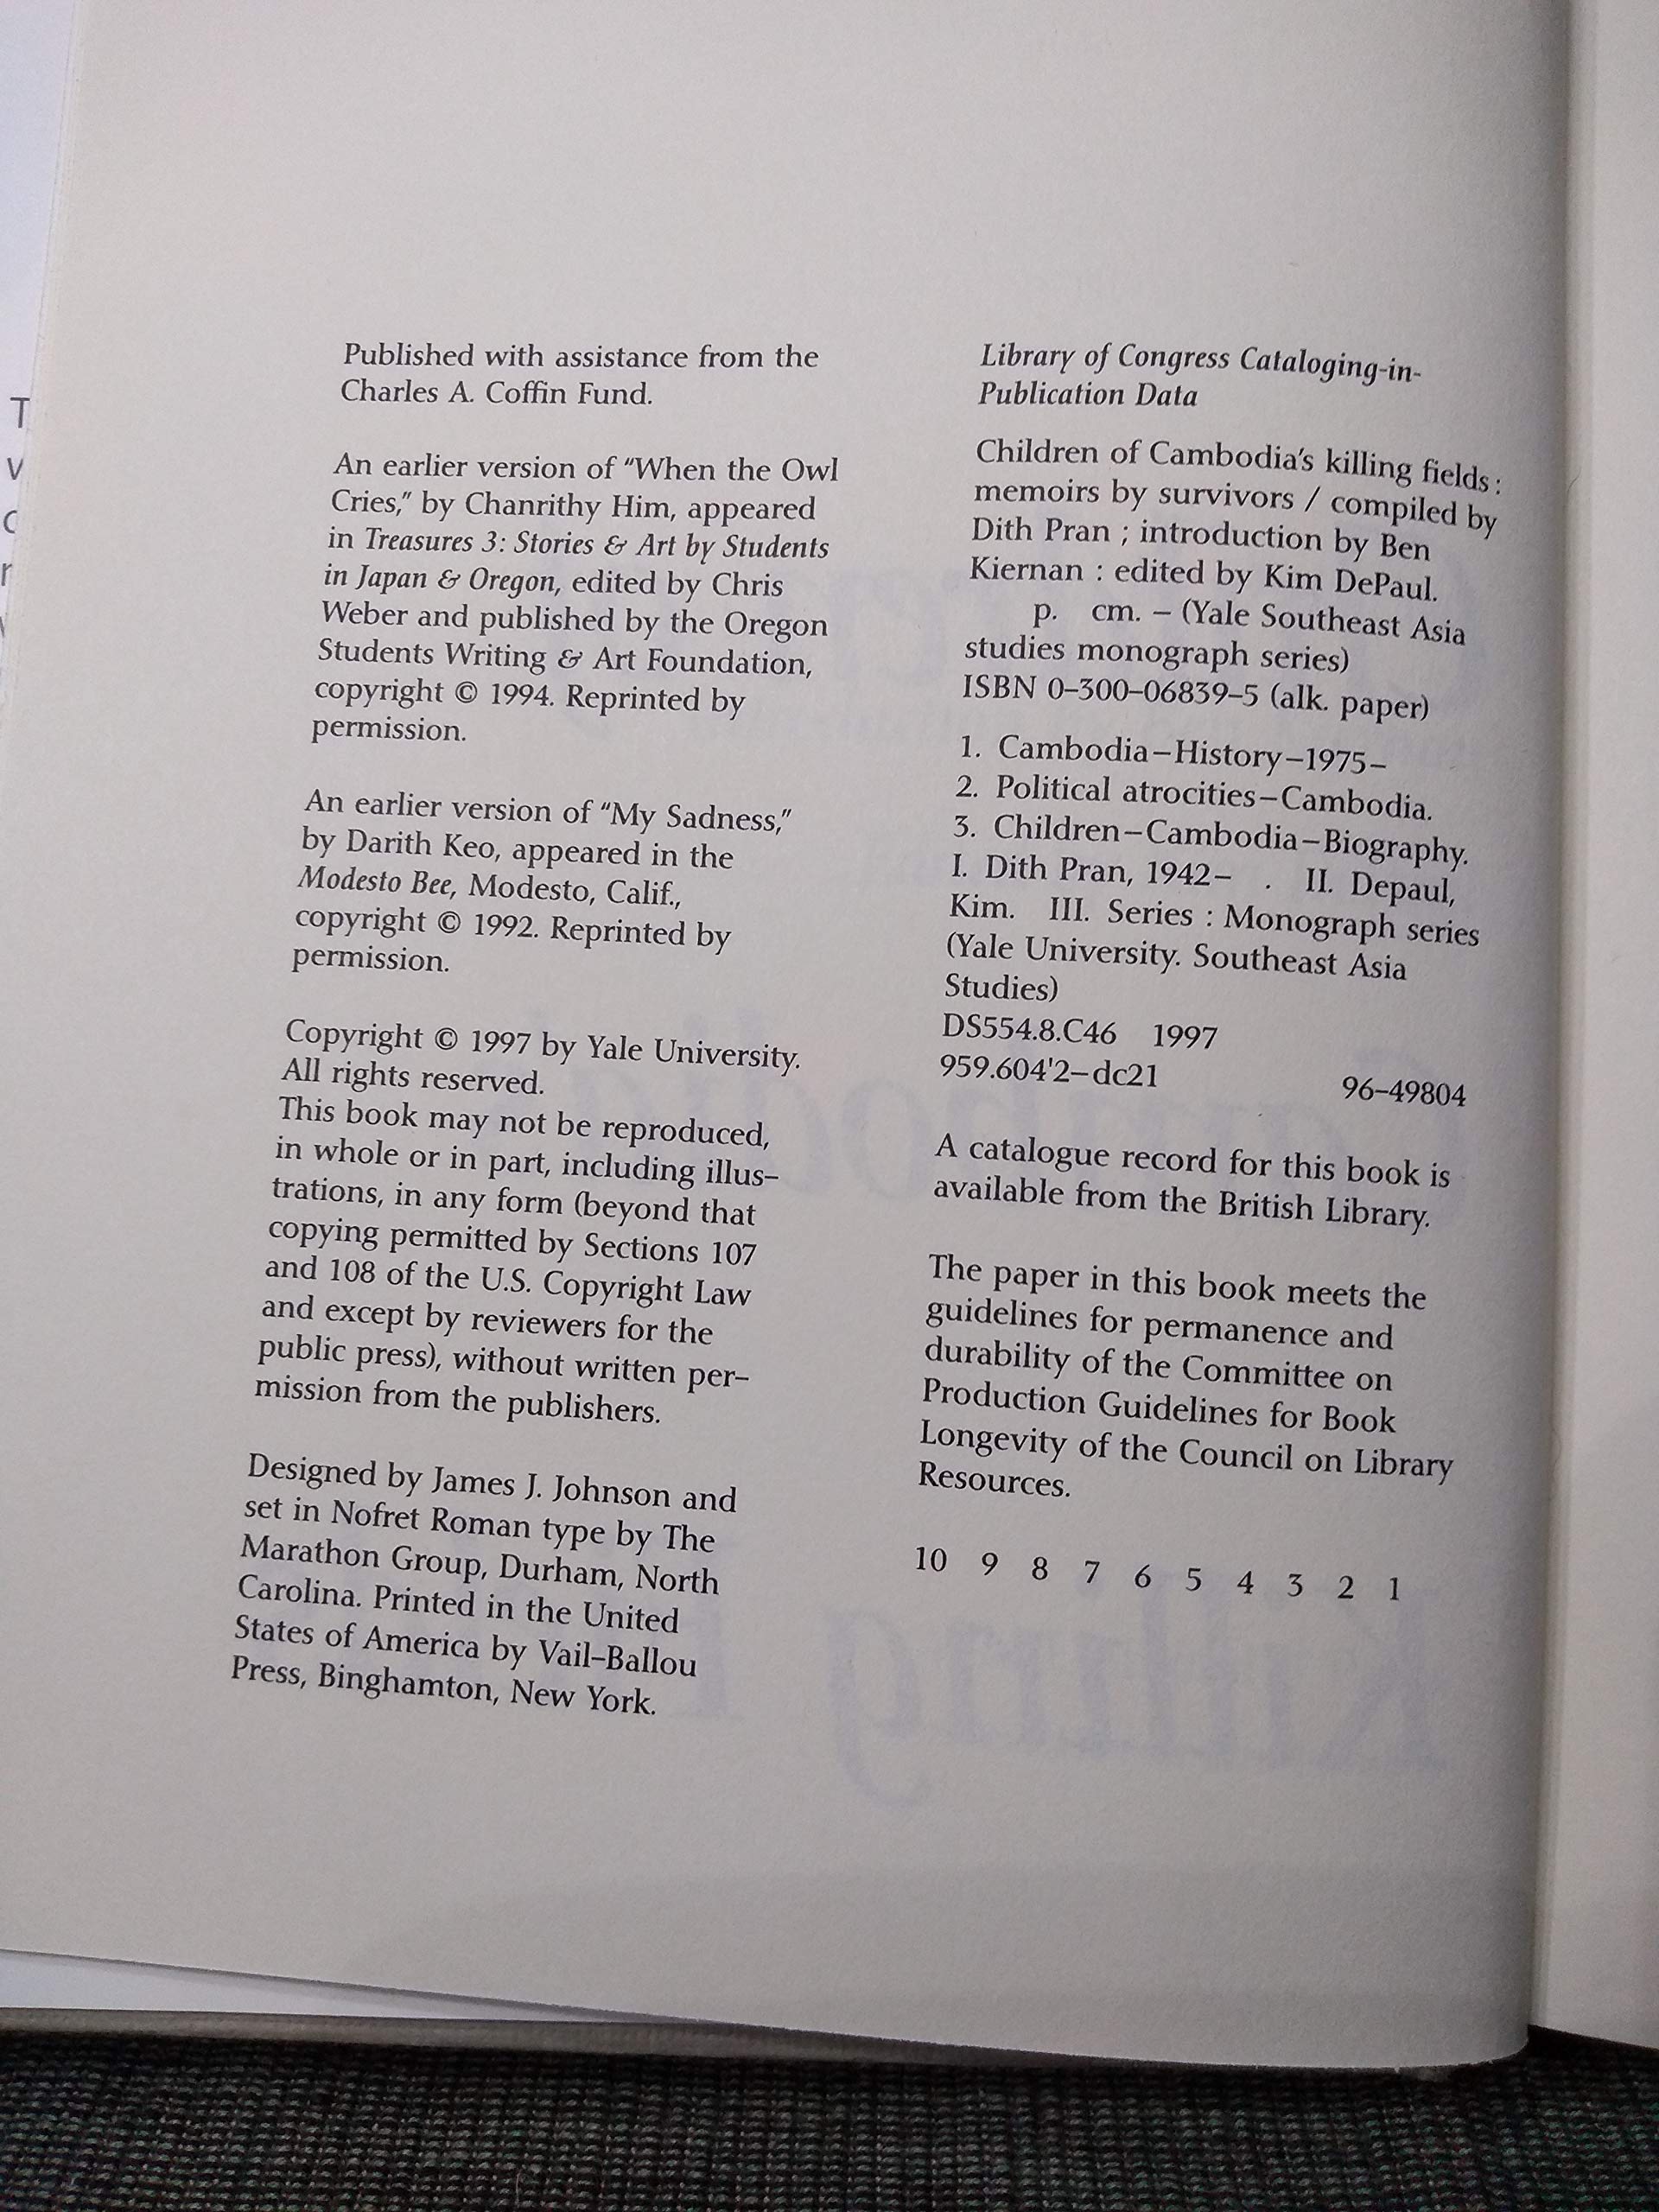 Published with assistance from the
Charles A. Coffin Fund.
An earlier version of “When the Owl
Cries,” by Chanrithy Him, appeared
in Treasures 3: Stories & Art by Students
in Japan & Oregon, edited by Chris
Weber and published by the Oregon
Students Writing & Art Foundation,
copyright © 1994. Reprinted by
permission.
An earlier version of “My Sadness,”
by Darith Keo, appeared in the
Modesto Bee, Modesto, Calif.,
copyright © 1992. Reprinted by
permission.
Copyright © 1997 by Yale University.
All rights reserved.
This book may not be reproduced,
in whole or in part, including illus-
trations, in any form (beyond that
copying permitted by Sections 107
and 108 of the U.S. Copyright Law
and except by reviewers for the
public press), without written per-
mission from the publishers.
Designed by James J. Johnson and
set in Nofret Roman type by The
Marathon Group, Durham, North
Carolina. Printed in the United
States of America by Vail-Ballou
Press, Binghamton, New York.
Library of Congress Cataloging-in-
Publication Data
Children of Cambodia's killing fields :
memoirs by survivors / compiled by
Dith Pran ; introduction by Ben
Kiernan : edited by Kim DePaul.
p. cm. – (Yale Southeast Asia
studies monograph series)
ISBN 0–300–06839–5 (alk. paper)
1. Cambodia–History–1975–
2. Political atrocities–Cambodia.
3. Children–Cambodia–Biography.
I. Dith Pran, 1942– . II. Depaul,
Kim. III. Series : Monograph series
(Yale University. Southeast Asia
Studies)
DS554.8.C46 1997
959.604'2–dc21 96–49804
A catalogue record for this book is
available from the British Library.
The paper in this book meets the
guidelines for permanence and
durability of the Committee on
Production Guidelines for Book
Longevity of the Council on Library
Resources.
10 9 8 7 6 5 4 3 2 1